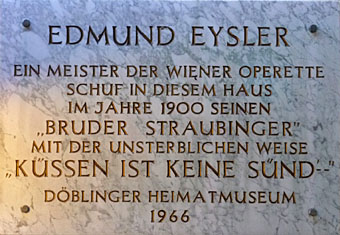 EDMUND EYSLER
EIN MEISTER DER WIENER OPERETTE
SCHUF IN DIESEM HAUS
IM JAHRE 1900 SEINEN
„BRUDER STRAUBINGER"
MIT DER UNSTERBLICHEN WEISE
„KÜSSEN IST KEINE SÜND'--"
DÖBLINGER HEIMATMUSEUM
1966